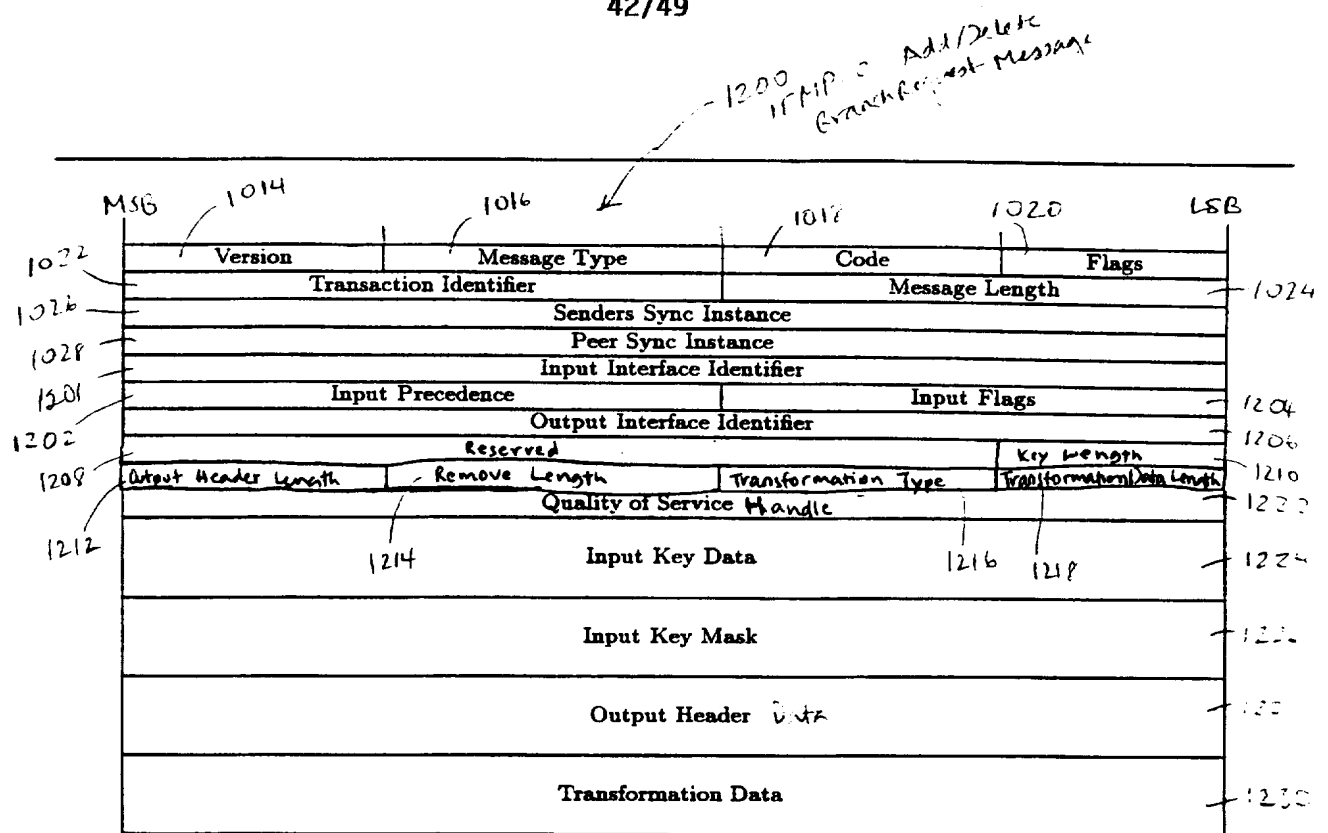 42/49
1200
Add/Delete
Branch Request Message
MSB 1014 1016 1018 1020 LSB
1022 Version Message Type Code Flags
Transaction Identifier Message Length 1024
1026 Senders Sync Instance
1028 Peer Sync Instance
1201 Input Interface Identifier
1202 Input Precedence Input Flags 1204
Output Interface Identifier 1206
1208 Reserved Key Length 1210
1212 Output Header Length Remove Length Transformation Type Transformation Data Length
Quality of Service Handle
1214 Input Key Data 1216 1218
Input Key Mask
Output Header Data
Transformation Data